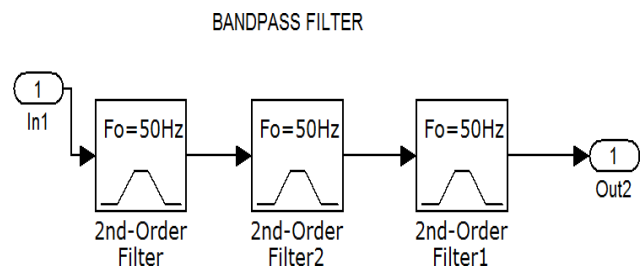 BANDPASS FILTER
1
In1
Fo=50Hz
2nd-Order
Filter
Fo=50Hz
2nd-Order
Filter2
Fo=50Hz
2nd-Order
Filter1
1
Out2